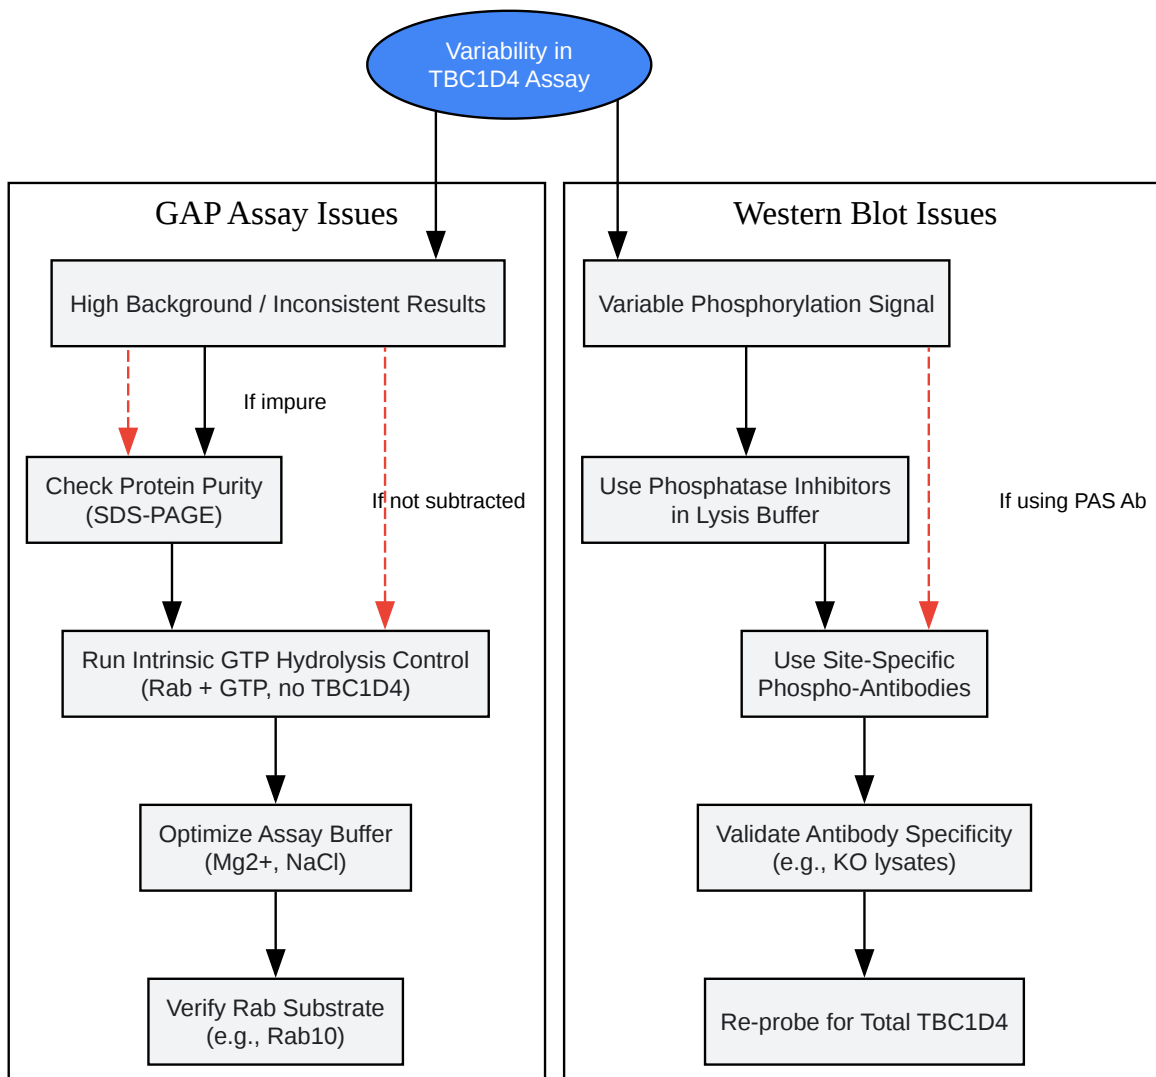 Variability in
TBC1D4 Assay
GAP Assay Issues
High Background / Inconsistent Results
If impure
Check Protein Purity
(SDS-PAGE)
If not subtracted
Run Intrinsic GTP Hydrolysis Control
(Rab + GTP, no TBC1D4)
Optimize Assay Buffer
(Mg2+, NaCl)
Verify Rab Substrate
(e.g., Rab10)
Western Blot Issues
Variable Phosphorylation Signal
Use Phosphatase Inhibitors
in Lysis Buffer
If using PAS Ab
Use Site-Specific
Phospho-Antibodies
Validate Antibody Specificity
(e.g., KO lysates)
Re-probe for Total TBC1D4